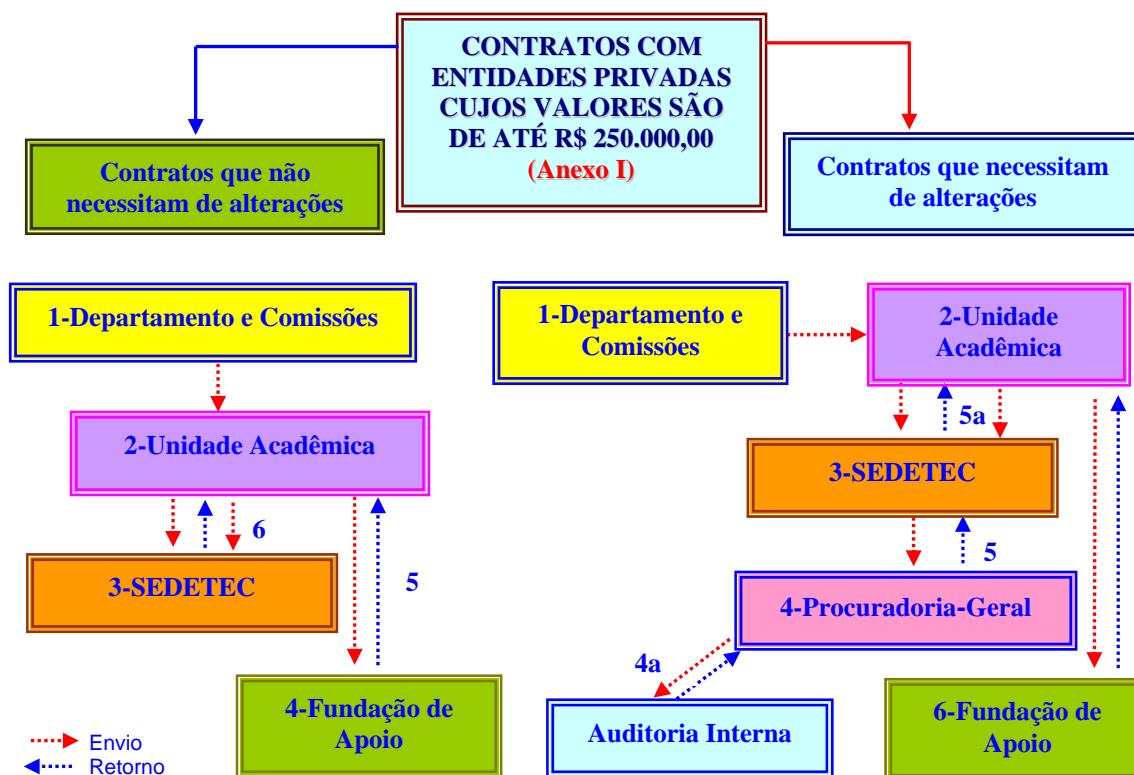 CONTRATOS COM
ENTIDADES PRIVADAS
CUJOS VALORES SÃO
DE ATÉ R$ 250.000,00
(Anexo I)
Contratos que não
necessitam de alterações
Contratos que necessitam
de alterações
1-Departamento e Comissões
2-Unidade Acadêmica
6
3-SEDETEC
5
4-Fundação de
Apoio
Envio
Retorno
1-Departamento e
Comissões
2-Unidade
Acadêmica
5a
3-SEDETEC
5
4-Procuradoria-Geral
4a
Auditoria Interna
6-Fundação de
Apoio